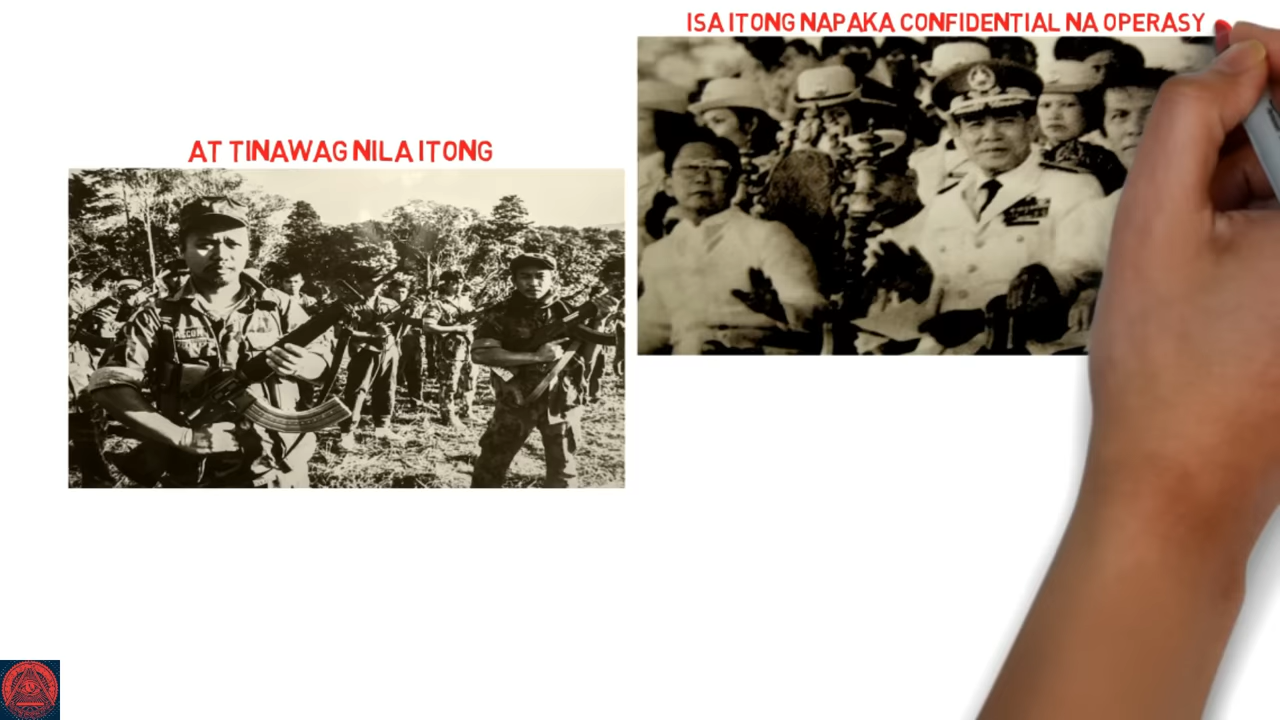 ISA ITONG NAPAKA CONFIDENTIAL NA OPERASY
AT TINAWAG NILA ITONG